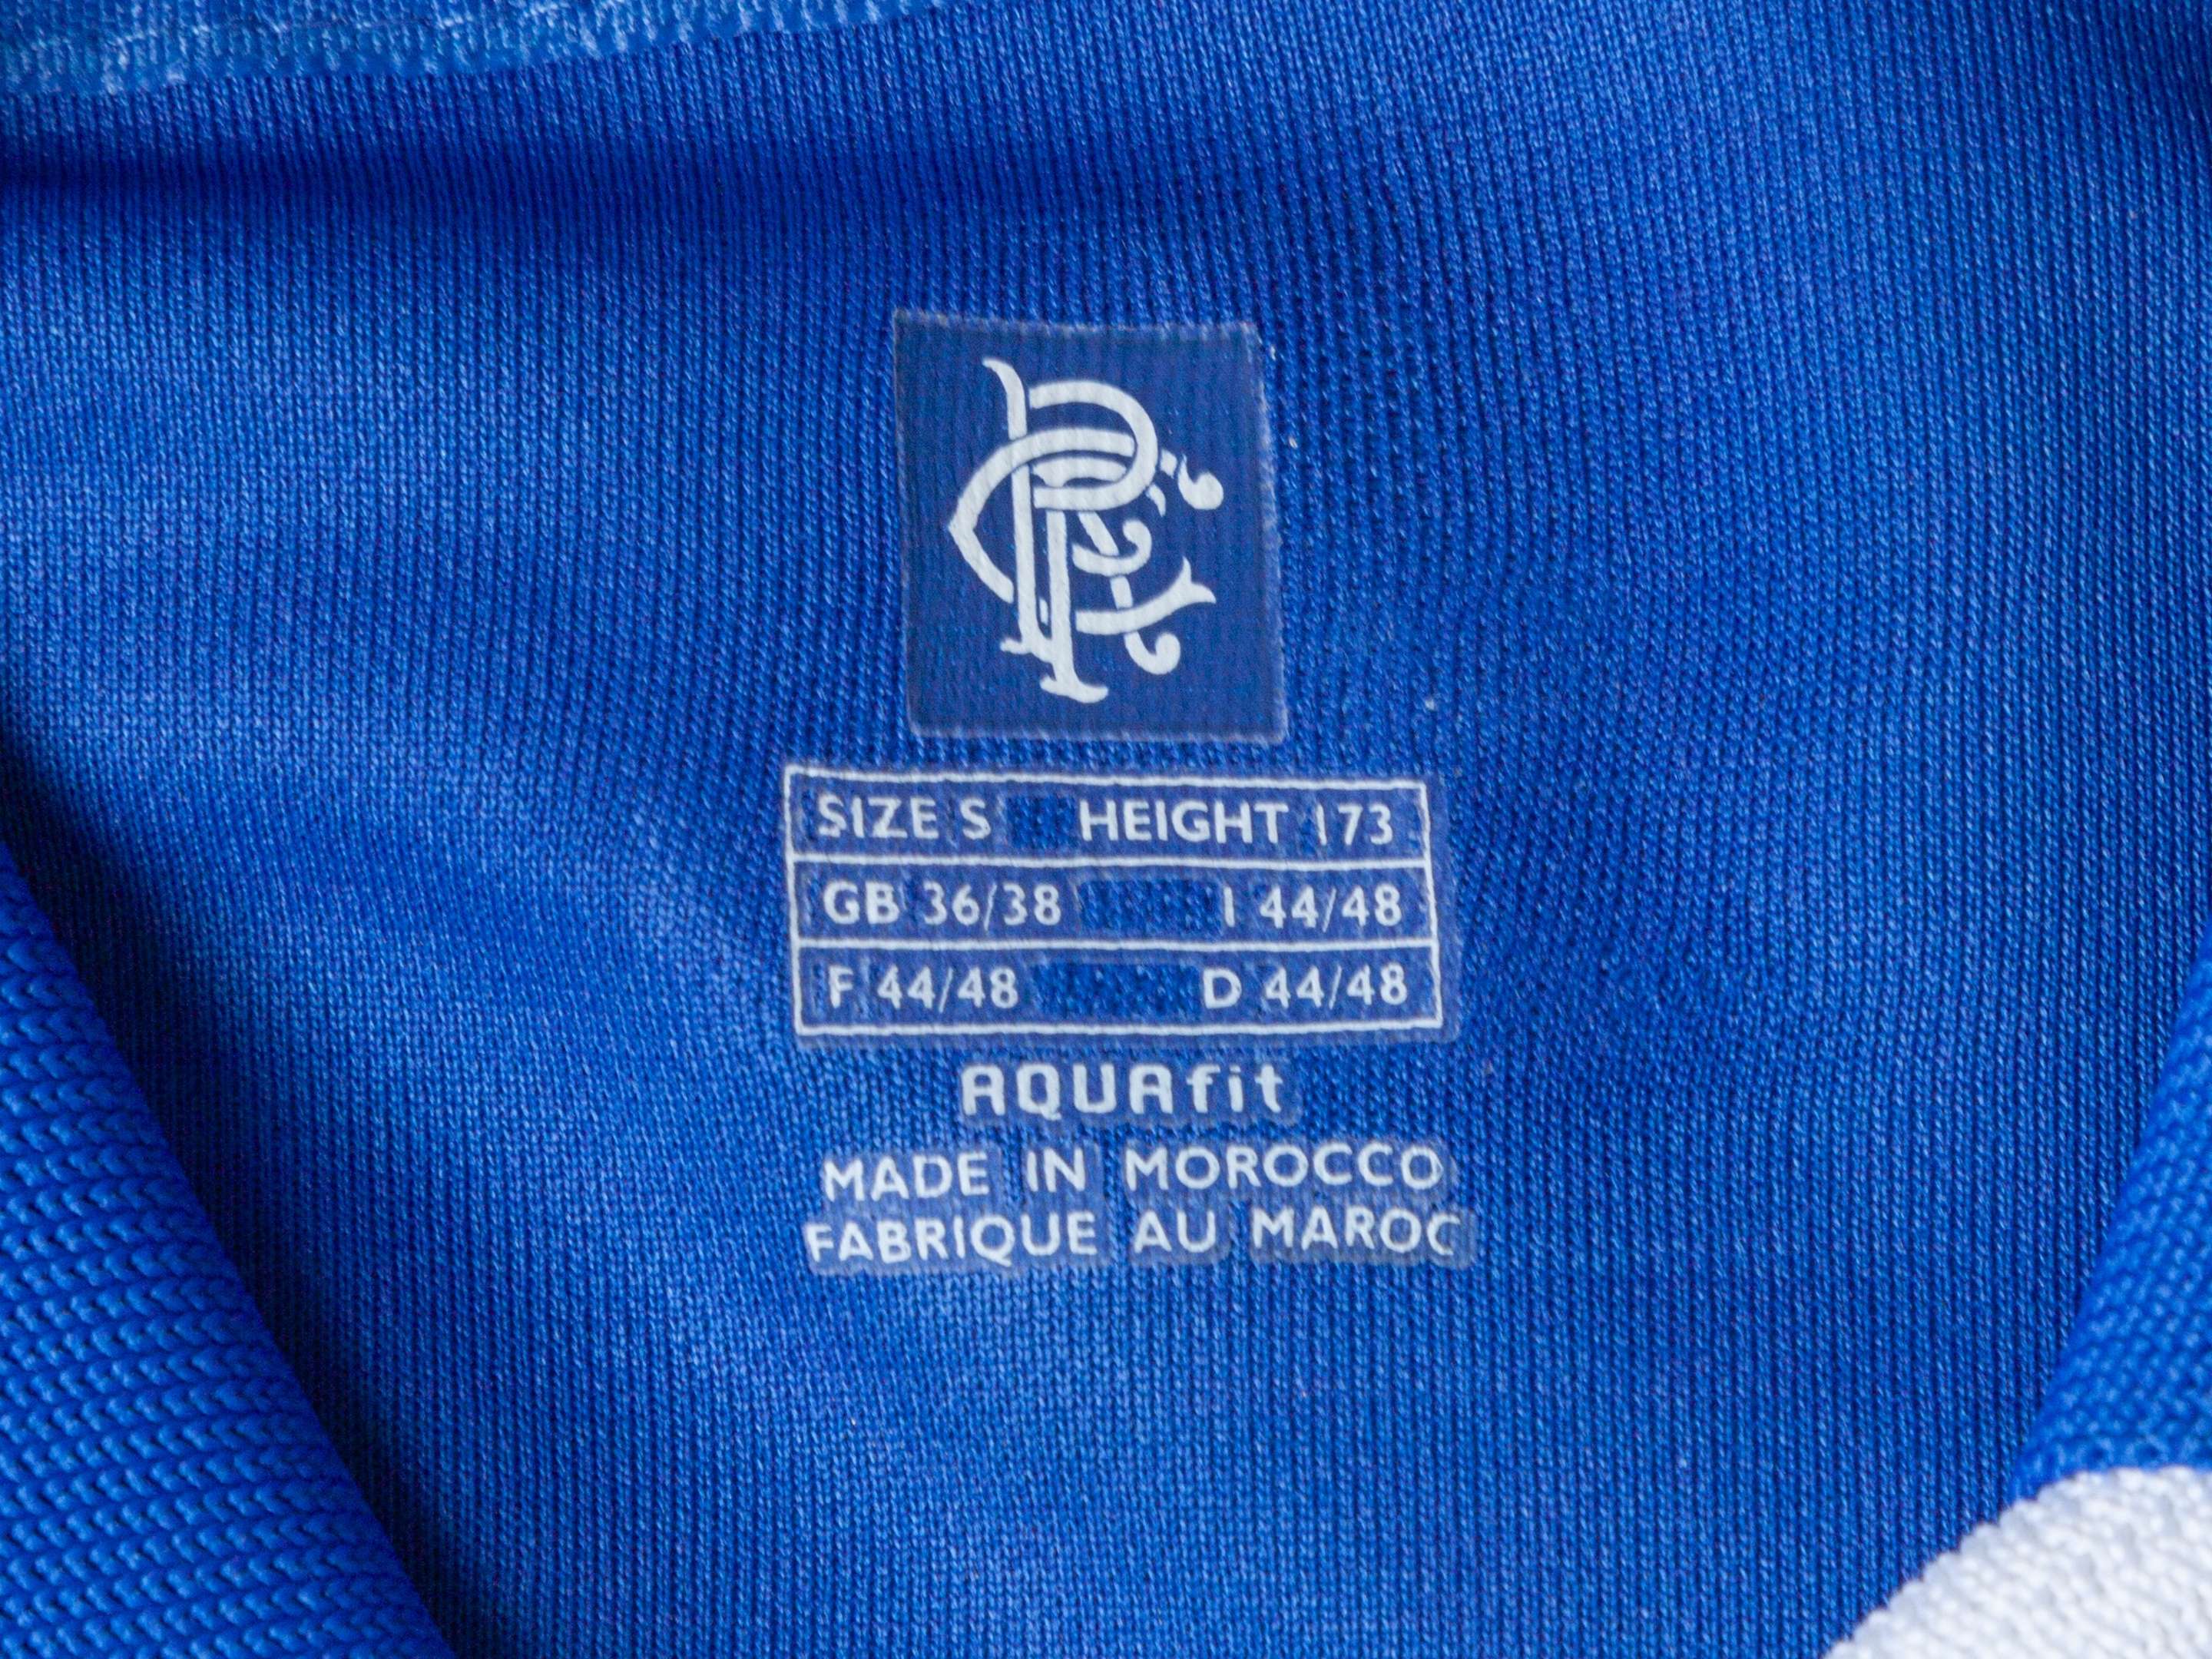 RFC
SIZE S HEIGHT 173
GB 36/38 I 44/48
F 44/48 D 44/48
AQUAfit
MADE IN MOROCCO
FABRIQUE AU MAROC